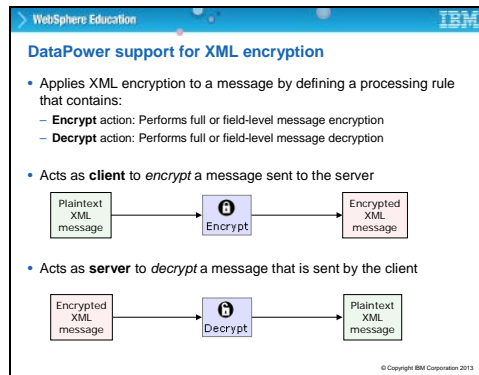 WebSphere Education
IBM
DataPower support for XML encryption
• Applies XML encryption to a message by defining a processing rule
that contains:
– Encrypt action: Performs full or field-level message encryption
– Decrypt action: Performs full or field-level message decryption
• Acts as client to encrypt a message sent to the server
Plaintext
XML
message
Encrypt
Encrypted
XML
message
• Acts as server to decrypt a message that is sent by the client
Encrypted
XML
message
Decrypt
Plaintext
XML
message
© Copyright IBM Corporation 2013